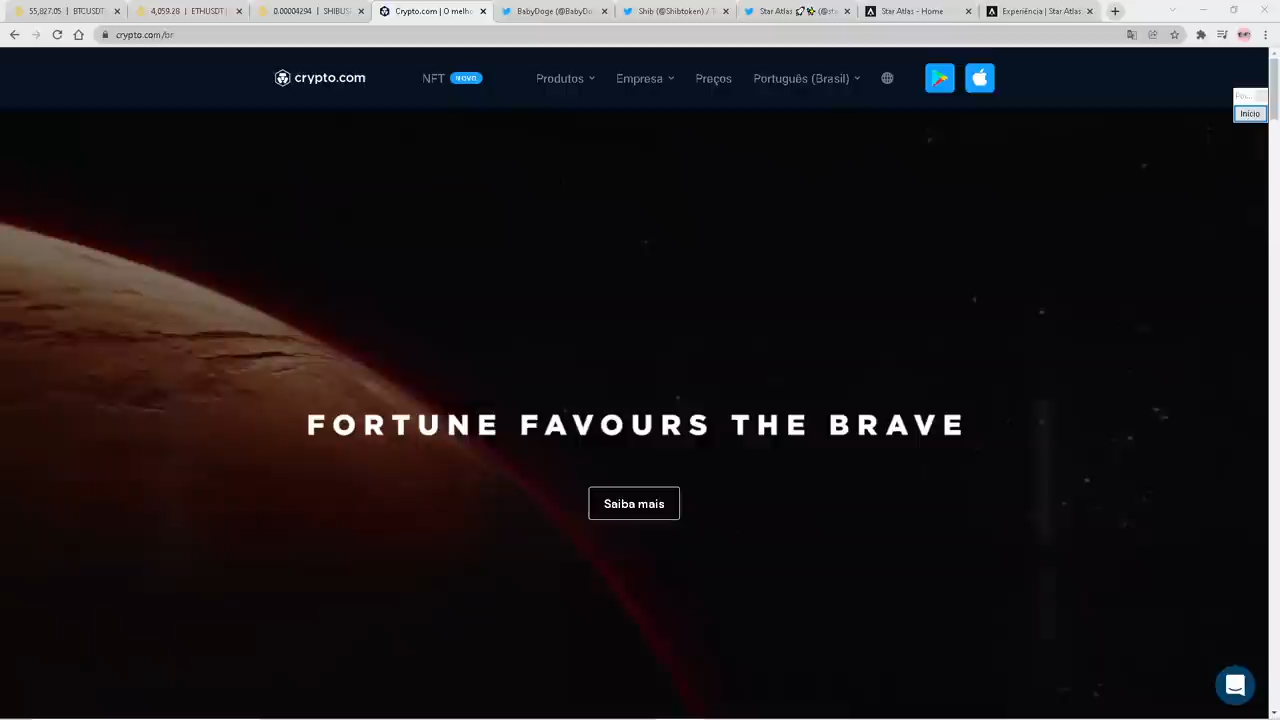 55,827.05 | BTCUSDT
4,059.28 | ETHUSDT |
0.00004294 | SHIBUS
Crypto.com | O melho
BabyDoge (@BabyDo
Shib (@Shibtoken) / T
Star Atlas 🚀 (@sta
Star Atlas - Home
Experiência | Star Atlas
crypto.com/br
crypto.com
NFT NOVO
Produtos
Empresa
Preços
Português (Brasil)
Início
FORTUNE FAVOURS THE BRAVE
Saiba mais